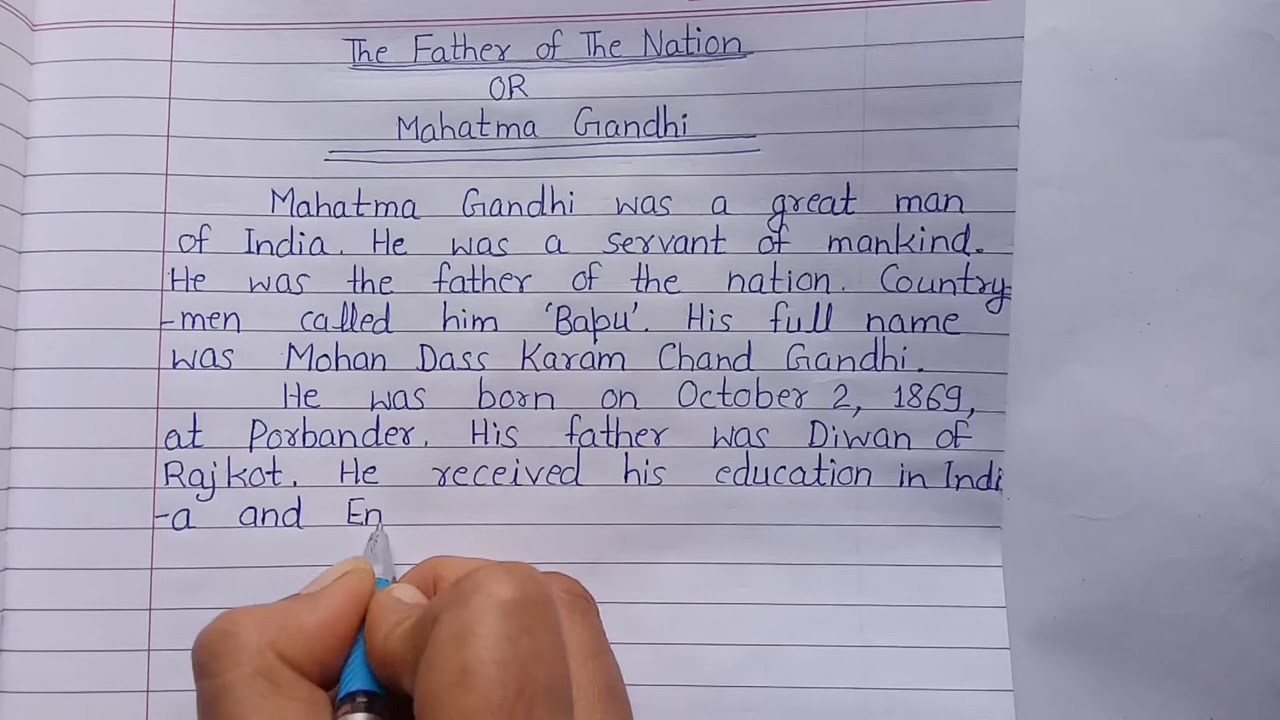 The Father of The Nation
OR
Mahatma Gandhi
Mahatma Gandhi was a great man
of India. He was a servant of mankind.
He was the father of the nation. Country
-men called him 'Bapu'. His full name
was Mohan Dass Karam Chand Gandhi.
He was born on October 2, 1869,
at Porbander. His father was Diwan of
Rajkot. He received his education in Indi
-a and En